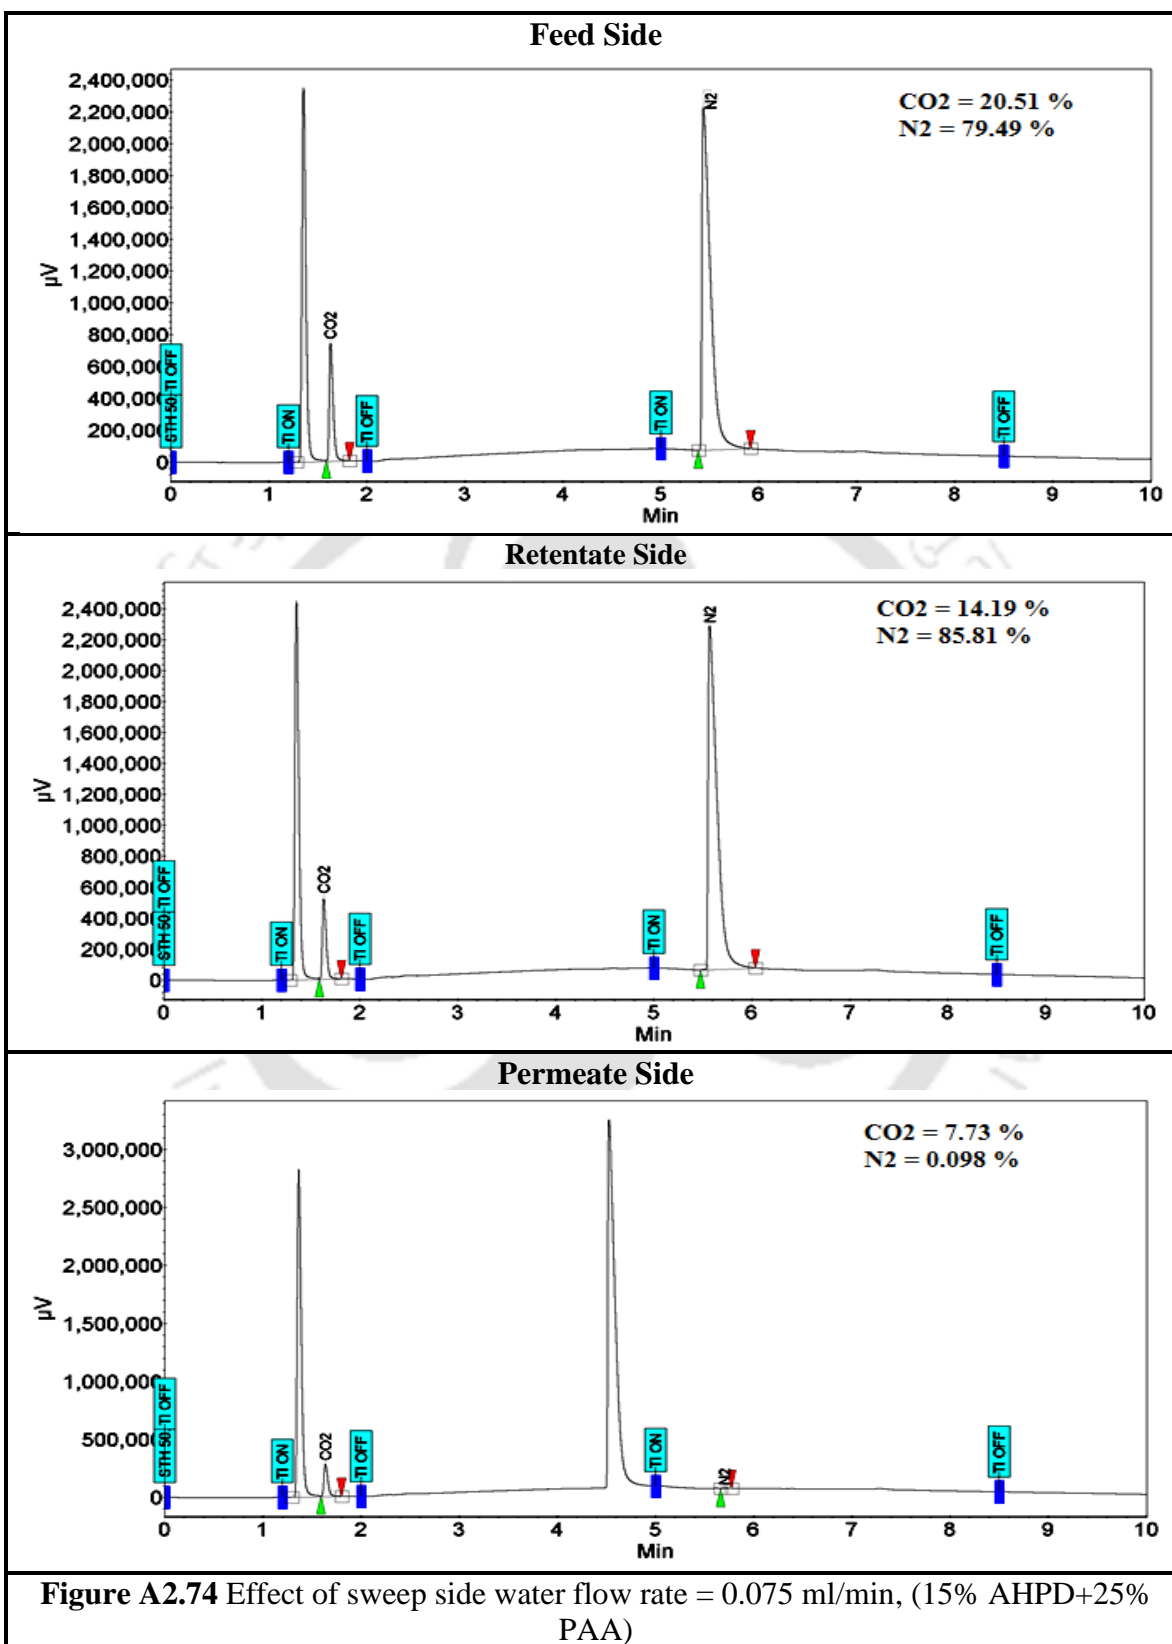 Feed Side
CO2 = 20.51 %
N2 = 79.49 %
2,400,000
2,200,000
2,000,000
1,800,000
1,600,000
1,400,000
1,200,000
1,000,000
800,000
600,000
400,000
200,000
0
µV
STH 50, TI OFF
TI ON
CO2
TI OFF
TI ON
N2
TI OFF
0 1 2 3 4 5 6 7 8 9 10
Min
Retentate Side
CO2 = 14.19 %
N2 = 85.81 %
2,400,000
2,200,000
2,000,000
1,800,000
1,600,000
1,400,000
1,200,000
1,000,000
800,000
600,000
400,000
200,000
0
µV
STH 50, TI OFF
TI ON
CO2
TI OFF
TI ON
N2
TI OFF
0 1 2 3 4 5 6 7 8 9 10
Min
Permeate Side
CO2 = 7.73 %
N2 = 0.098 %
3,000,000
2,500,000
2,000,000
1,500,000
1,000,000
500,000
0
µV
STH 50, TI OFF
TI ON
CO2
TI OFF
TI ON
N2
TI OFF
0 1 2 3 4 5 6 7 8 9 10
Min
Figure A2.74 Effect of sweep side water flow rate = 0.075 ml/min, (15% AHPD+25%
PAA)